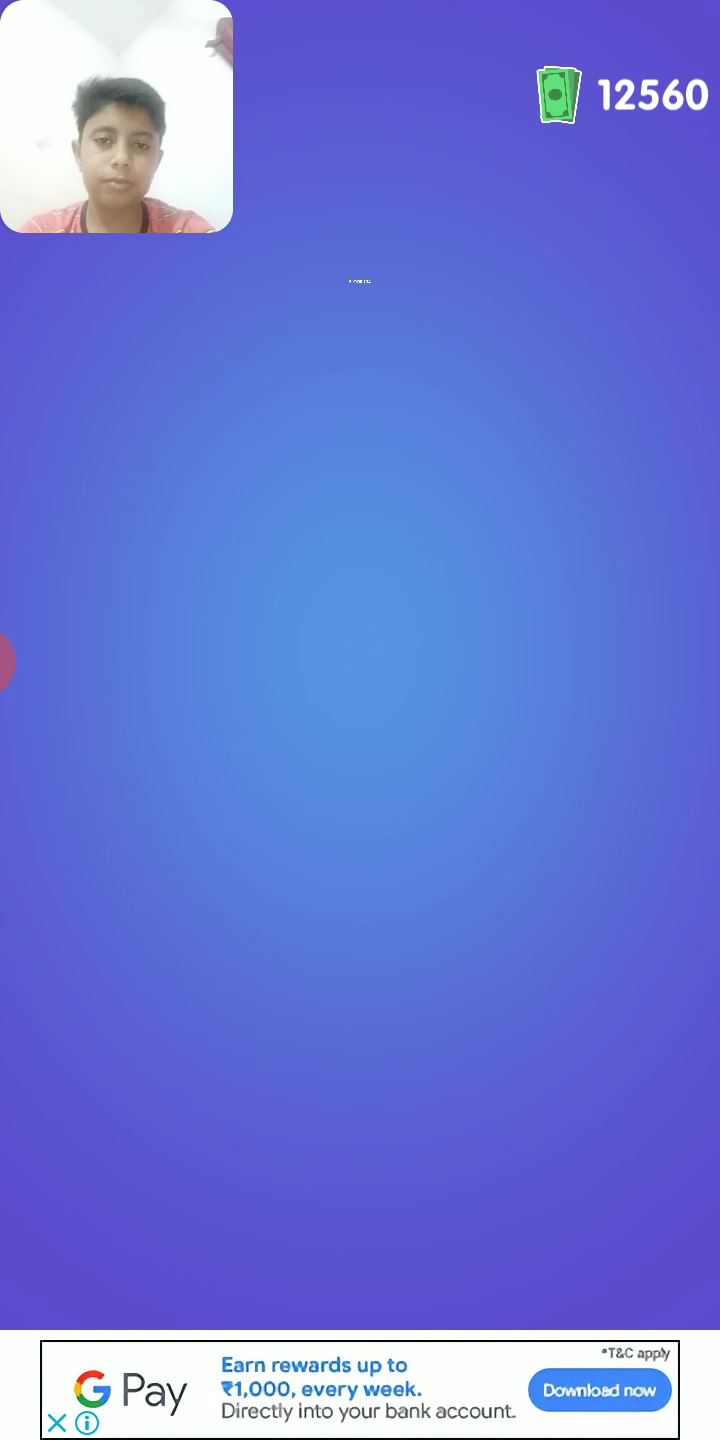 12560
*T&C apply
G Pay
Earn rewards up to
₹1,000, every week.
Directly into your bank account.
Download now